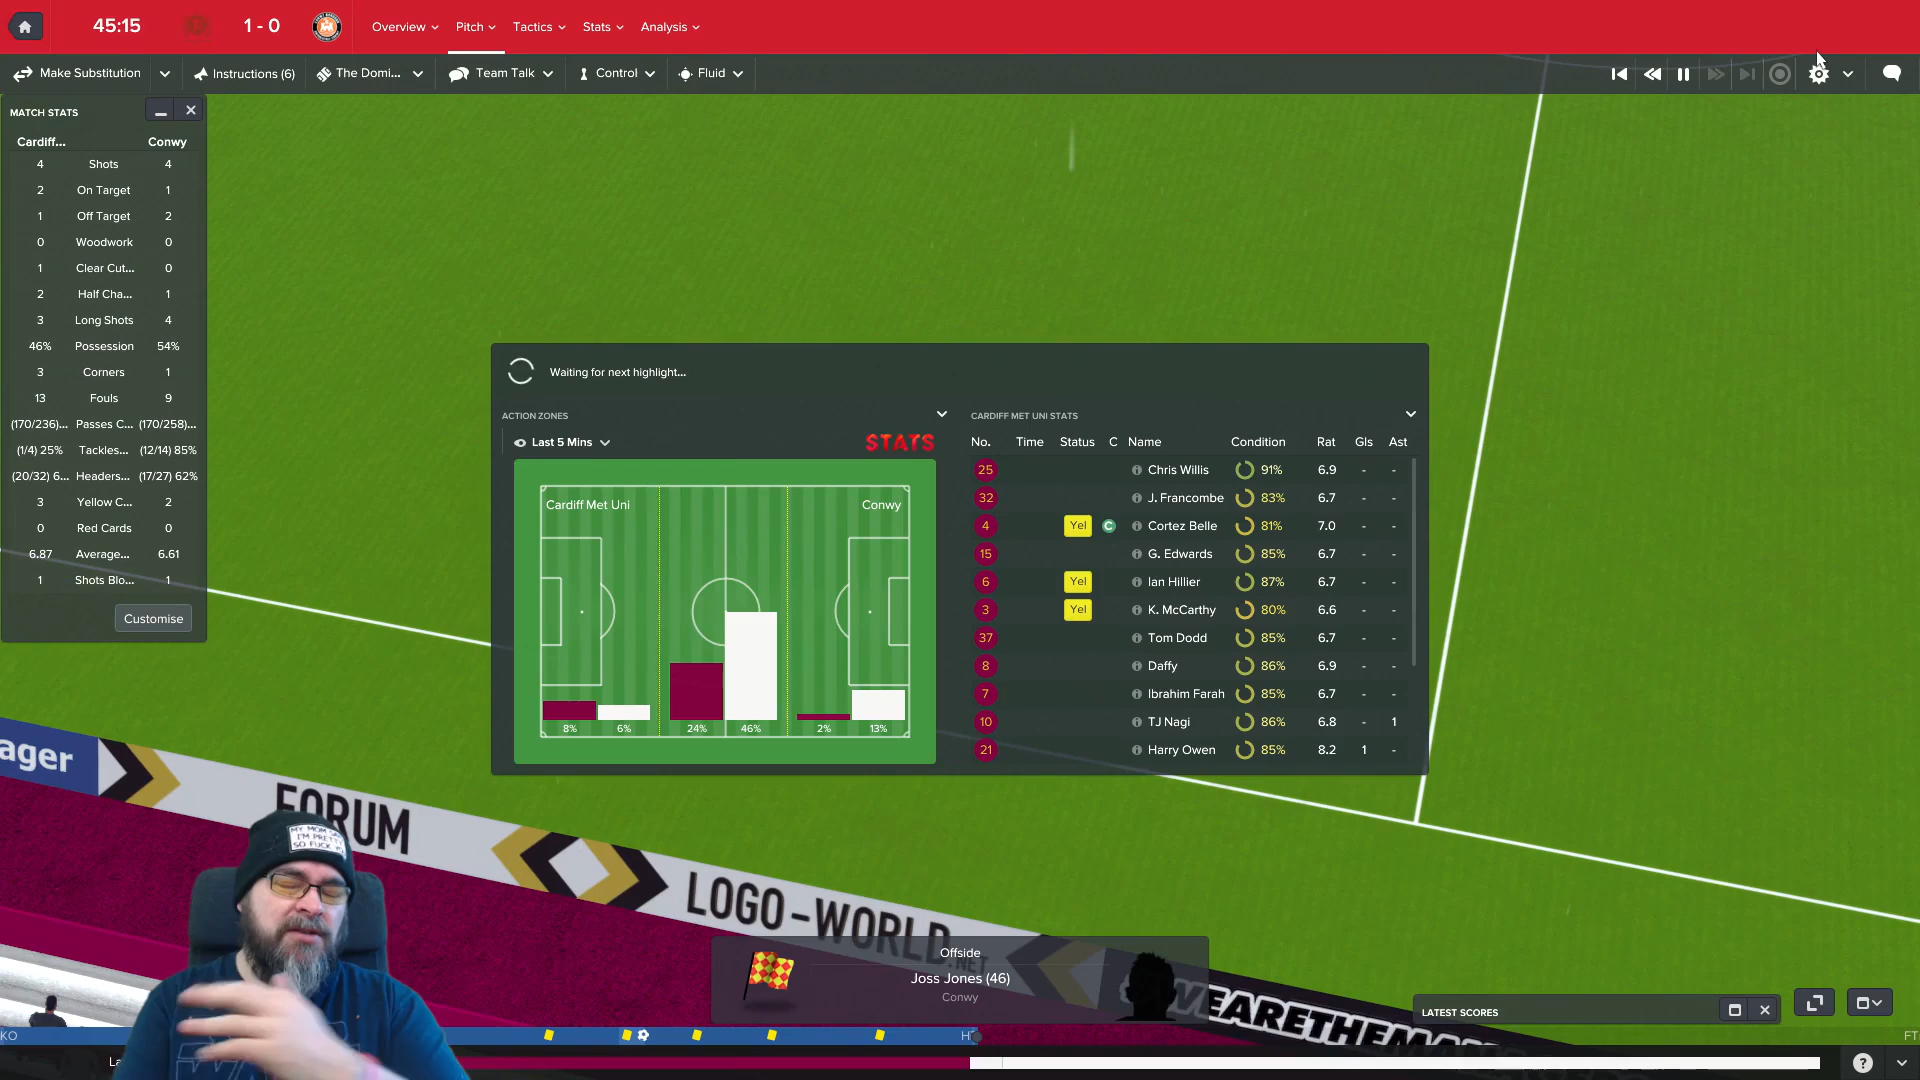 45:15
1 - 0
Overview
Pitch
Tactics
Stats
Analysis
Make Substitution
Instructions (6)
The Domi...
Team Talk
Control
Fluid
MATCH STATS
Cardiff... Conwy
4 Shots 4
2 On Target 1
1 Off Target 2
0 Woodwork 0
1 Clear Cut... 0
2 Half Cha... 1
3 Long Shots 4
46% Possession 54%
3 Corners 1
13 Fouls 9
(170/236)... Passes C... (170/258)...
(1/4) 25% Tackles... (12/14) 85%
(20/32) 6... Headers... (17/27) 62%
3 Yellow C... 2
0 Red Cards 0
6.87 Average... 6.61
1 Shots Blo... 1
Customise
Waiting for next highlight...
ACTION ZONES
Last 5 Mins
STATS
Cardiff Met Uni Conwy
8% 6% 24% 46% 2% 13%
CARDIFF MET UNI STATS
No. Time Status C Name Condition Rat Gls Ast
25 Chris Willis 91% 6.9 - -
32 J. Francombe 83% 6.7 - -
4 Yel C Cortez Belle 81% 7.0 - -
15 G. Edwards 85% 6.7 - -
6 Yel Ian Hillier 87% 6.7 - -
3 Yel K. McCarthy 80% 6.6 - -
37 Tom Dodd 85% 6.7 - -
8 Daffy 86% 6.9 - -
7 Ibrahim Farah 85% 6.7 - -
10 TJ Nagi 86% 6.8 - 1
21 Harry Owen 85% 8.2 1 -
ager
FORUM
LOGO-WORLD
.NET
MY MOM SAY
I'M PRETTY
SO FUCK
Offside
Joss Jones (46)
Conwy
WEARETHEMA
LATEST SCORES
KO
FT
La
?